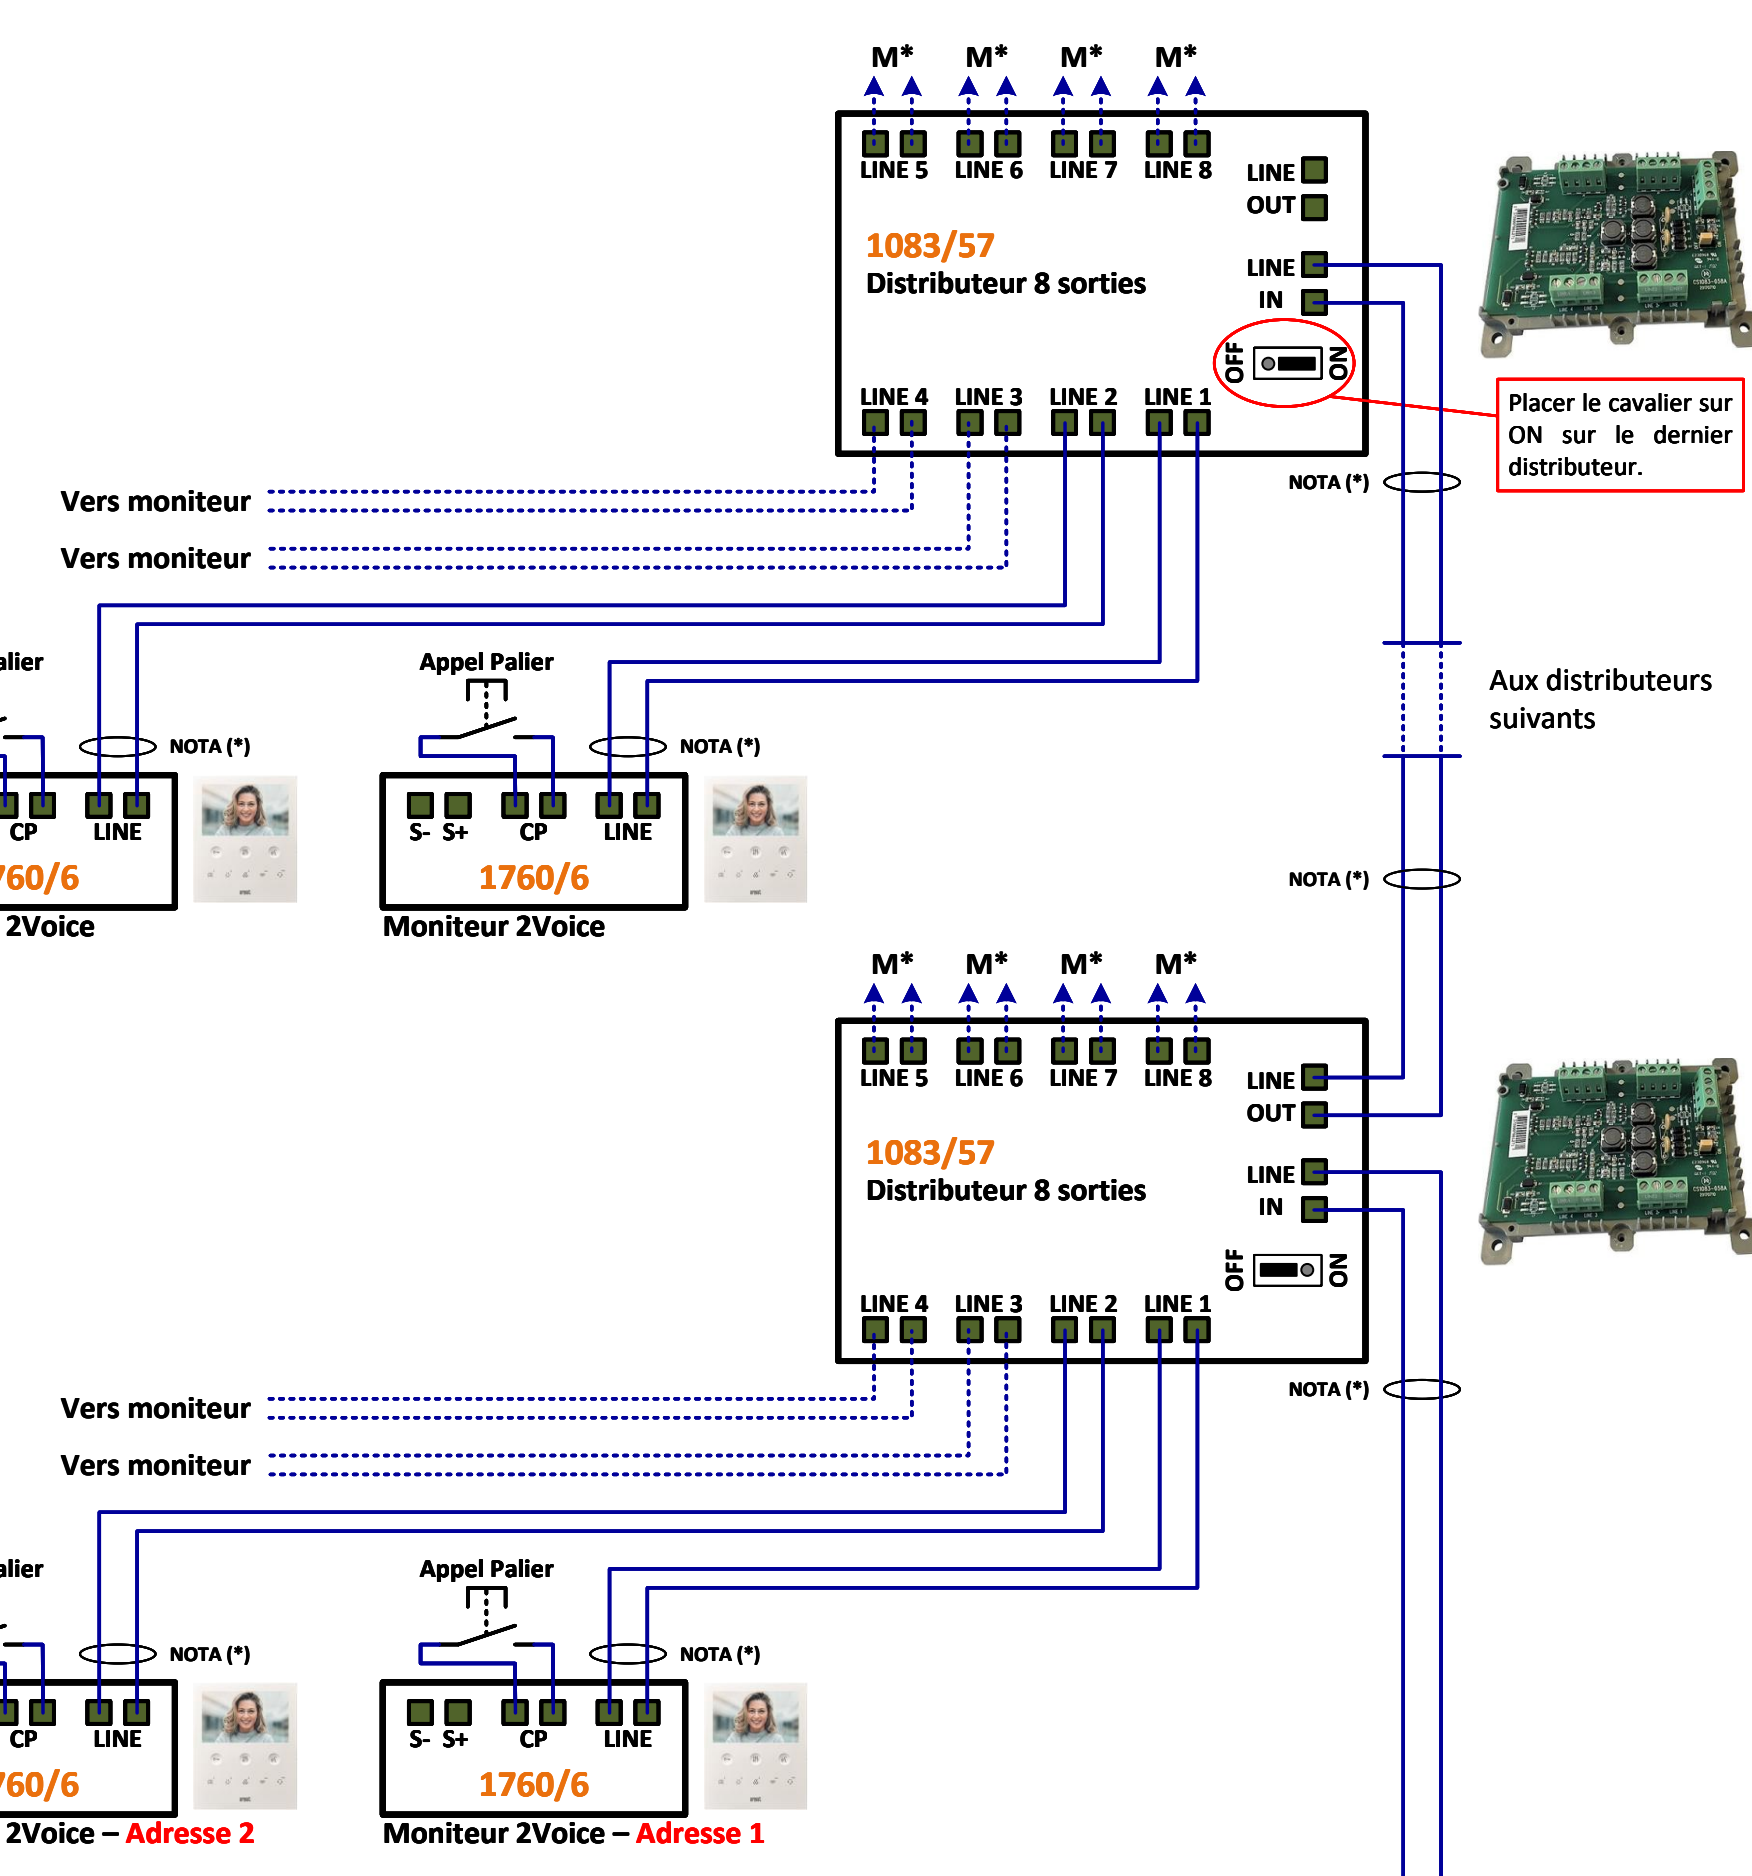 M* M* M* M*
LINE 5 LINE 6 LINE 7 LINE 8
LINE
OUT
1083/57
Distributeur 8 sorties
LINE
IN
OFF ON
LINE 4 LINE 3 LINE 2 LINE 1
Placer le cavalier sur
ON sur le dernier
distributeur.
NOTA (*)
Vers moniteur
Vers moniteur
alier
Appel Palier
Aux distributeurs
suivants
NOTA (*)
NOTA (*)
CP LINE
S- S+ CP LINE
760/6
1760/6
NOTA (*)
2Voice
Moniteur 2Voice
M* M* M* M*
LINE 5 LINE 6 LINE 7 LINE 8
LINE
OUT
1083/57
Distributeur 8 sorties
LINE
IN
OFF ON
LINE 4 LINE 3 LINE 2 LINE 1
NOTA (*)
Vers moniteur
Vers moniteur
alier
Appel Palier
NOTA (*)
NOTA (*)
CP LINE
S- S+ CP LINE
760/6
1760/6
2Voice – Adresse 2
Moniteur 2Voice – Adresse 1